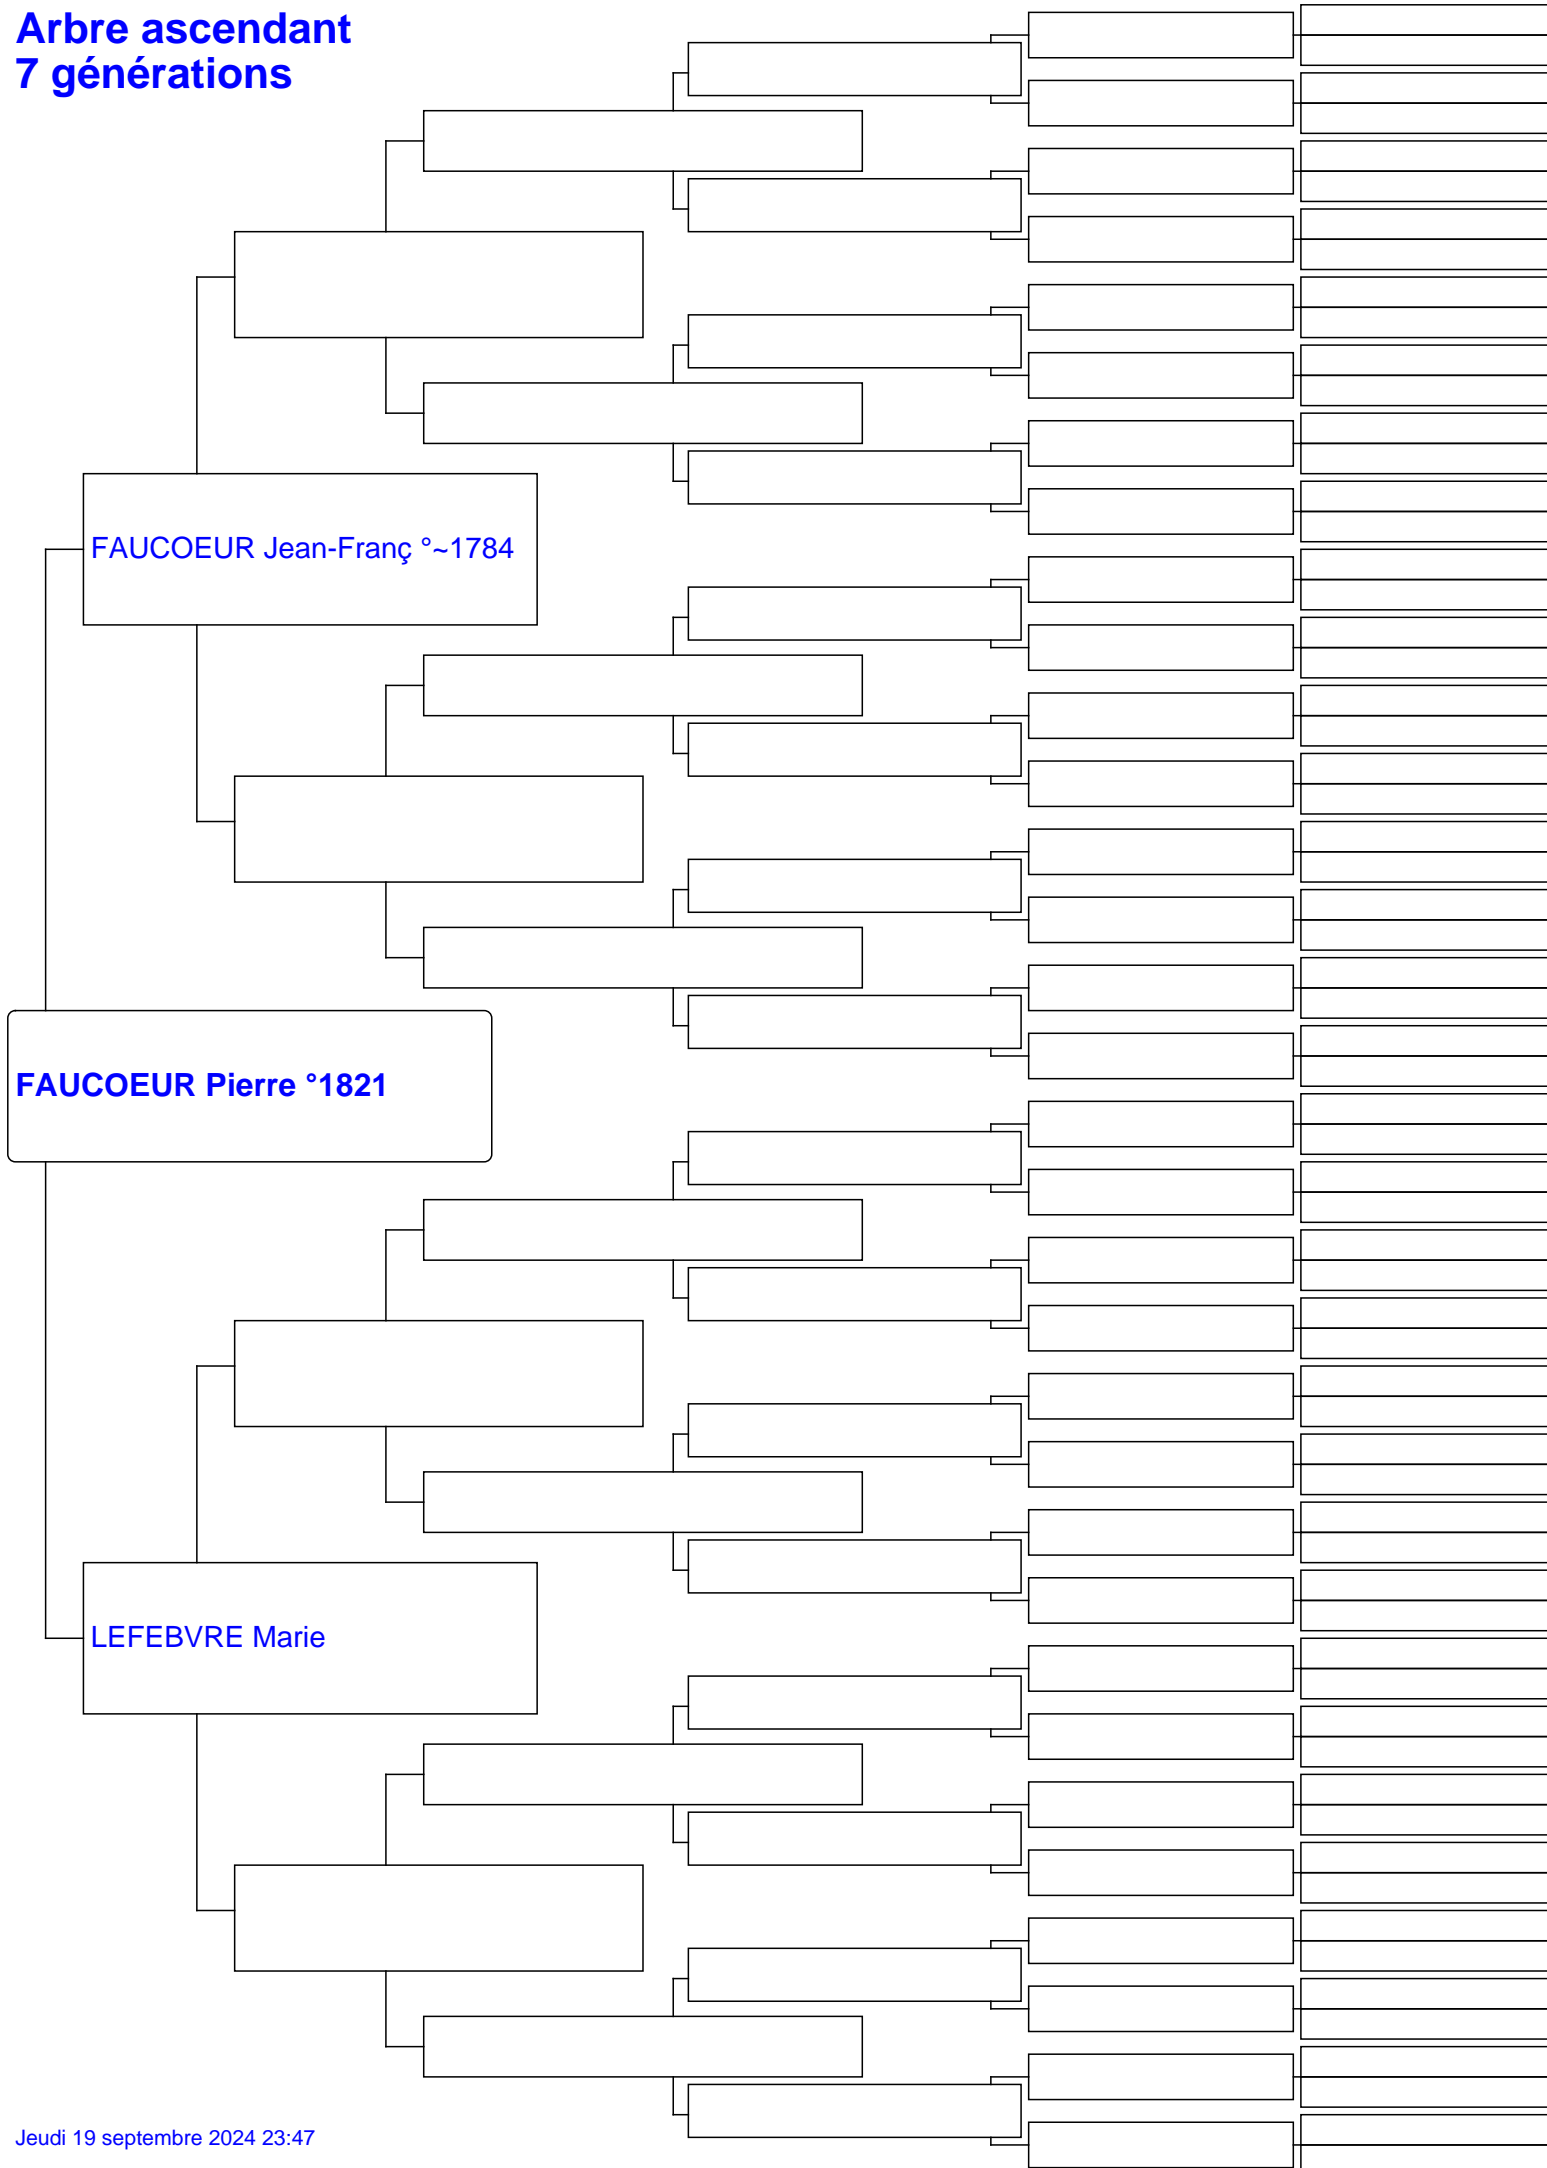 Arbre ascendant
7 générations
FAUCOEUR Jean-Franç °~1784
FAUCOEUR Pierre °1821
LEFEBVRE Marie
Jeudi 19 septembre 2024 23:47